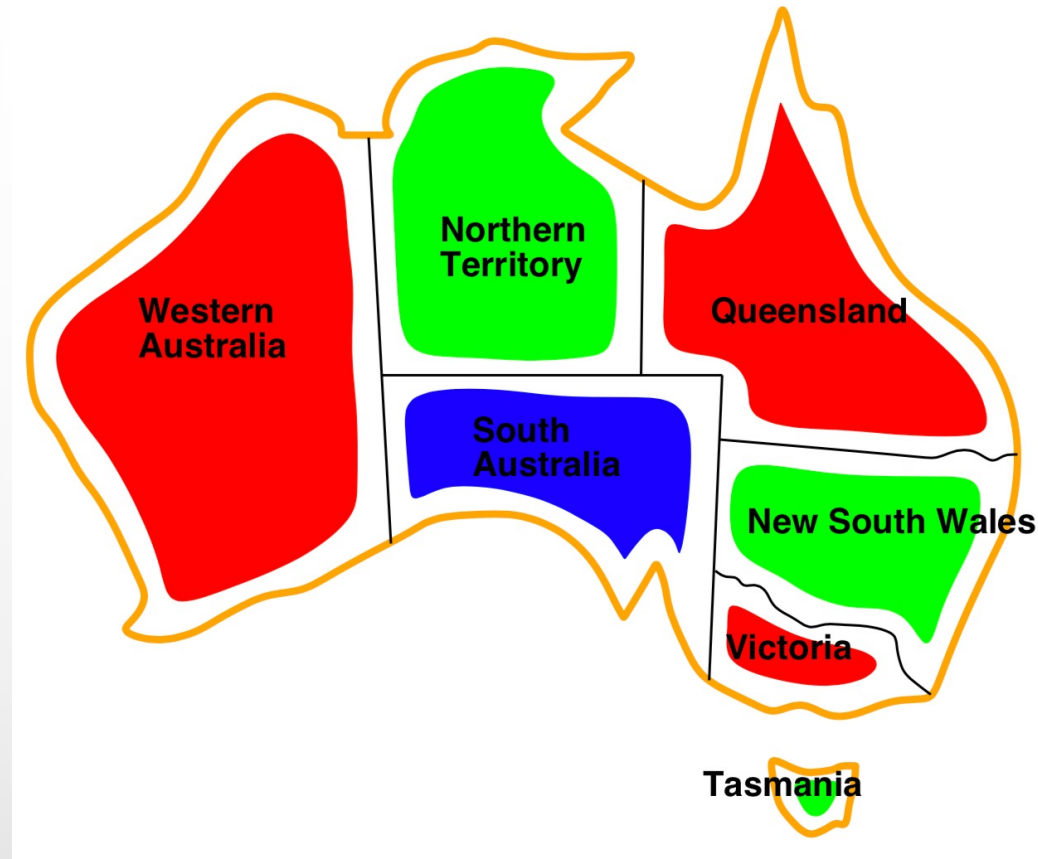 Northern
Territory
Western
Australia
Queensland
South
Australia
New South Wales
Victoria
Tasmania